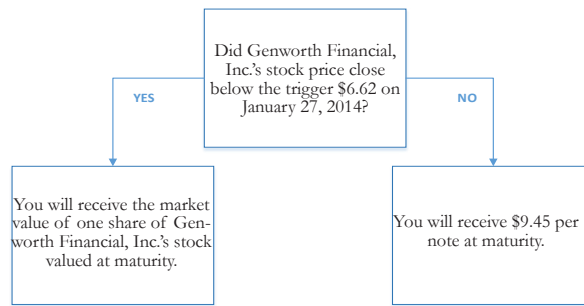 Did Genworth Financial,
Inc.'s stock price close
below the trigger $6.62 on
January 27, 2014?
YES
NO
You will receive the market
value of one share of Gen-
worth Financial, Inc.'s stock
valued at maturity.
You will receive $9.45 per
note at maturity.